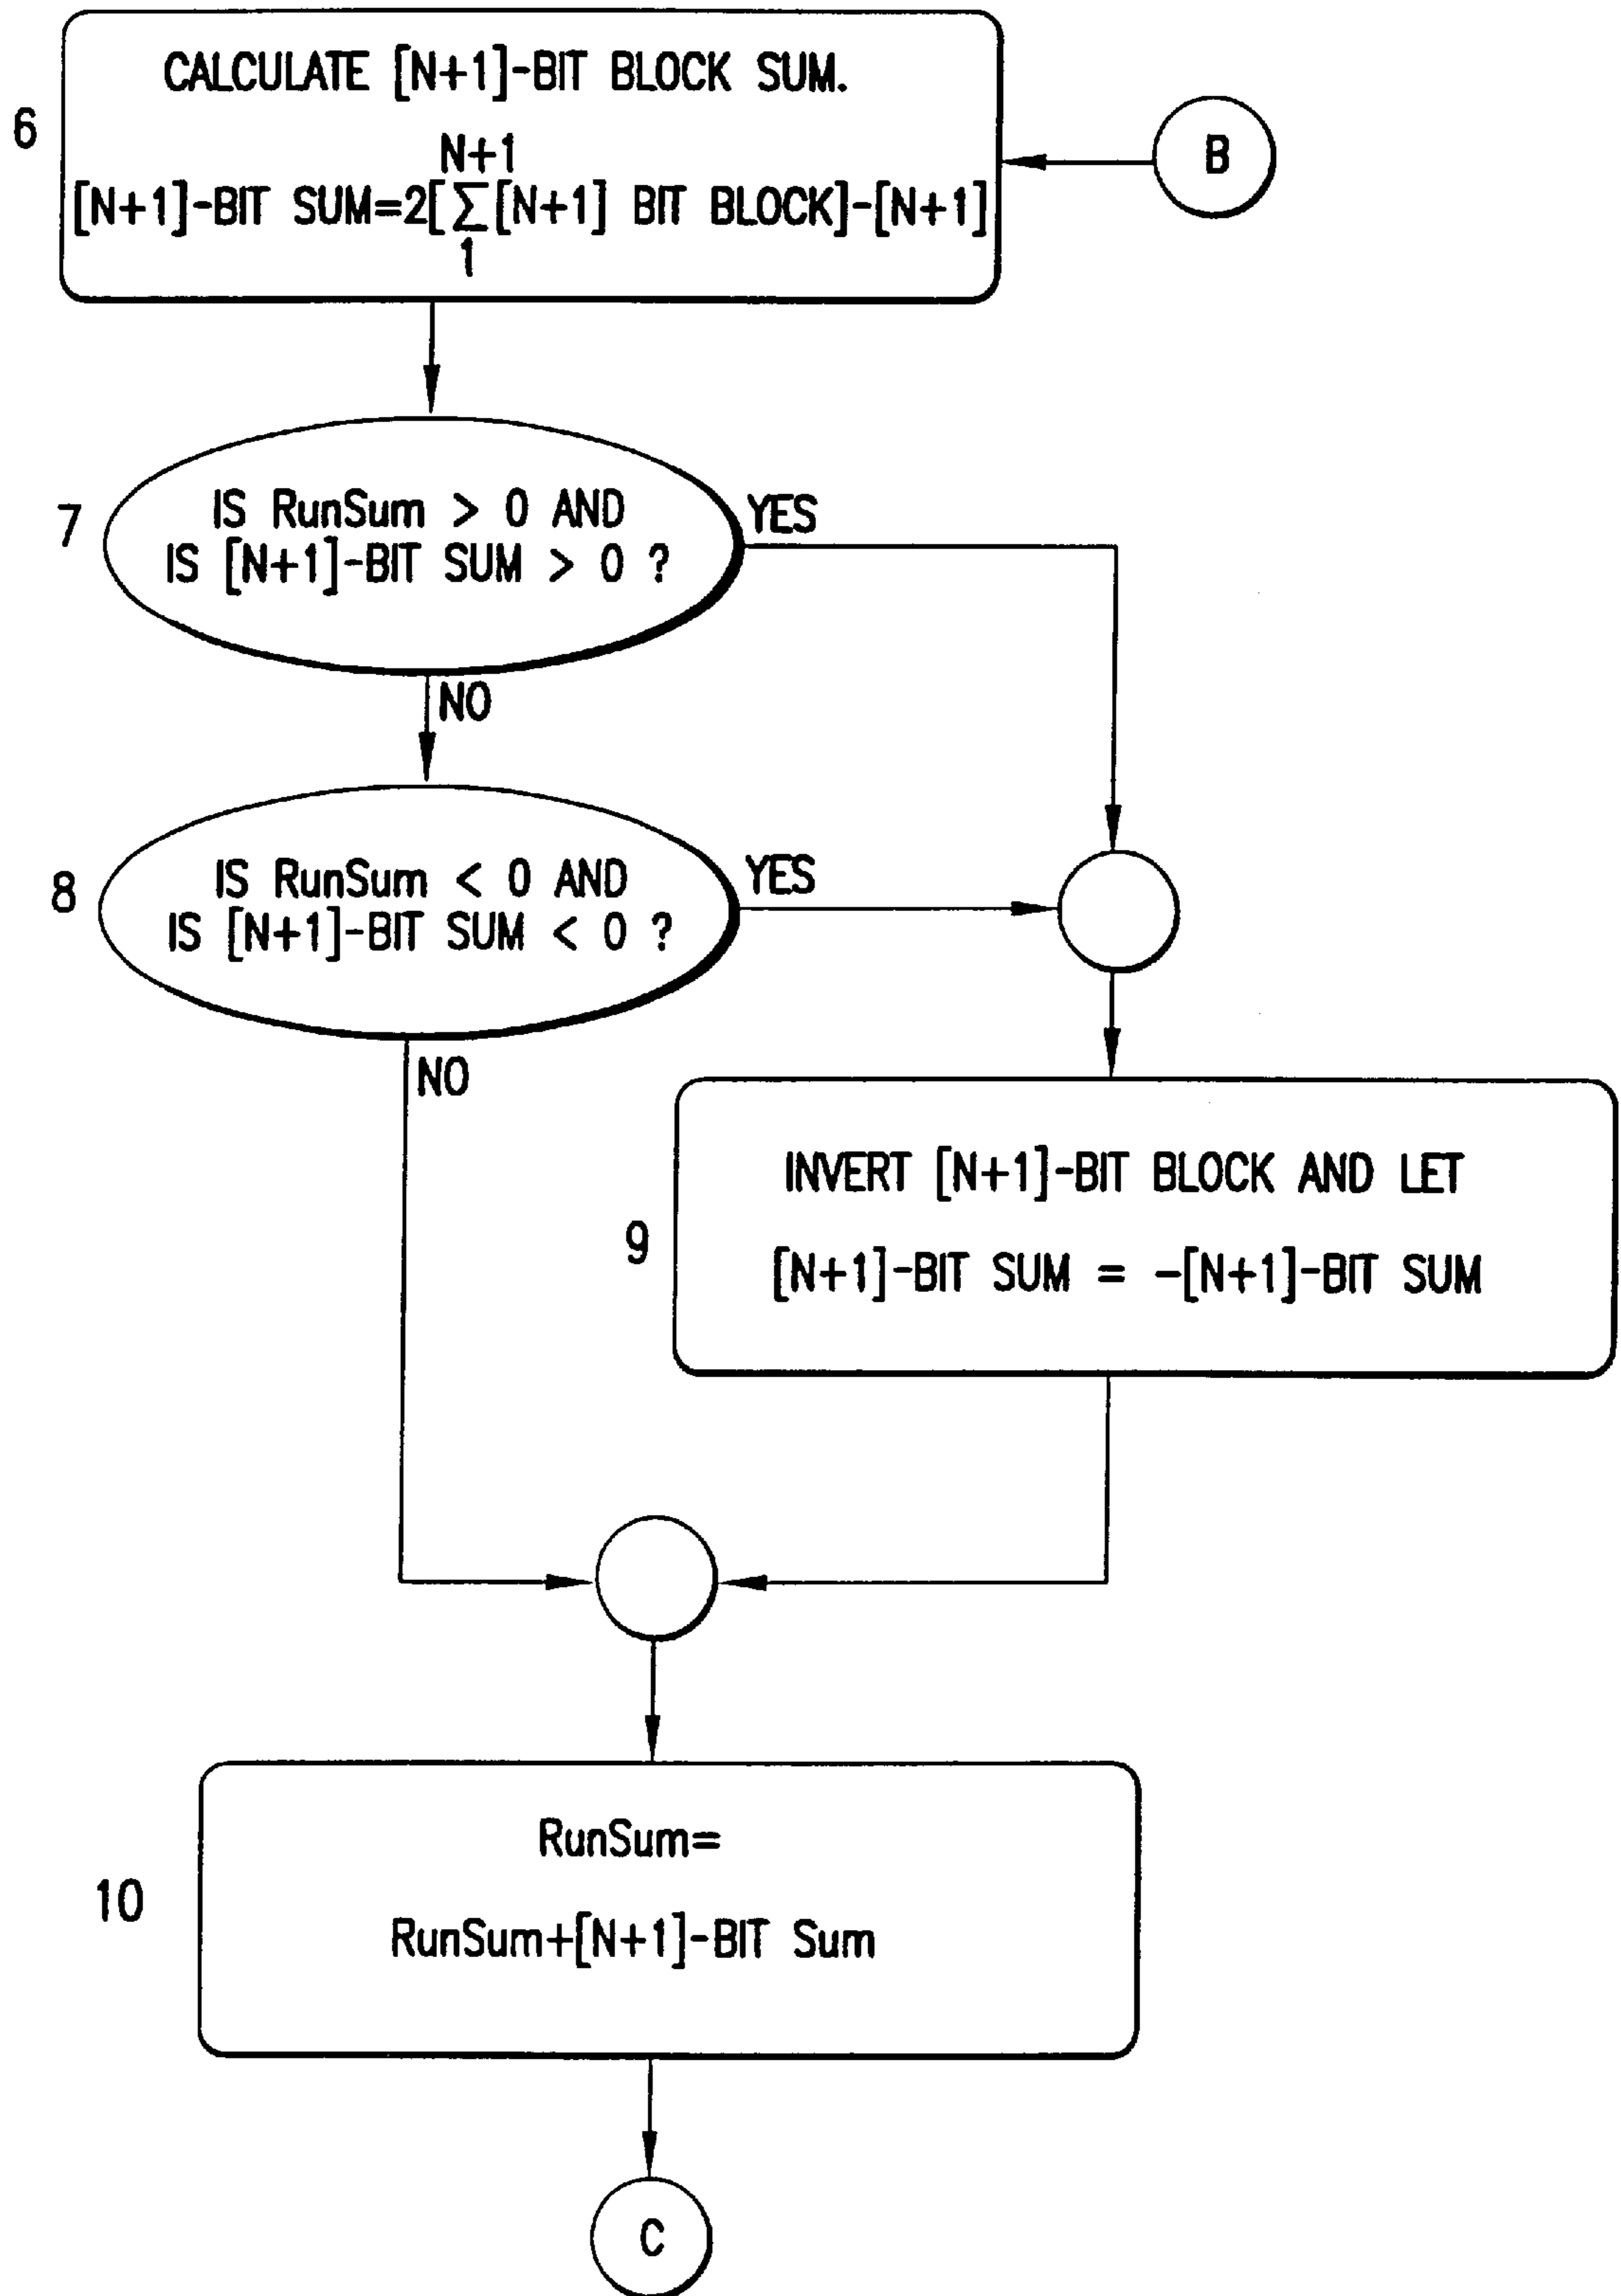 CALCULATE [N+1]-BIT BLOCK SUM.
6
B
N+1
[N+1]-BIT SUM=2[∑[N+1] BIT BLOCK]-[N+1]
1
7
IS RunSum > 0 AND
IS [N+1]-BIT SUM > 0 ?
YES
NO
8
IS RunSum < 0 AND
IS [N+1]-BIT SUM < 0 ?
YES
NO
9
INVERT [N+1]-BIT BLOCK AND LET
[N+1]-BIT SUM = -[N+1]-BIT SUM
10
RunSum=
RunSum+[N+1]-BIT Sum
C